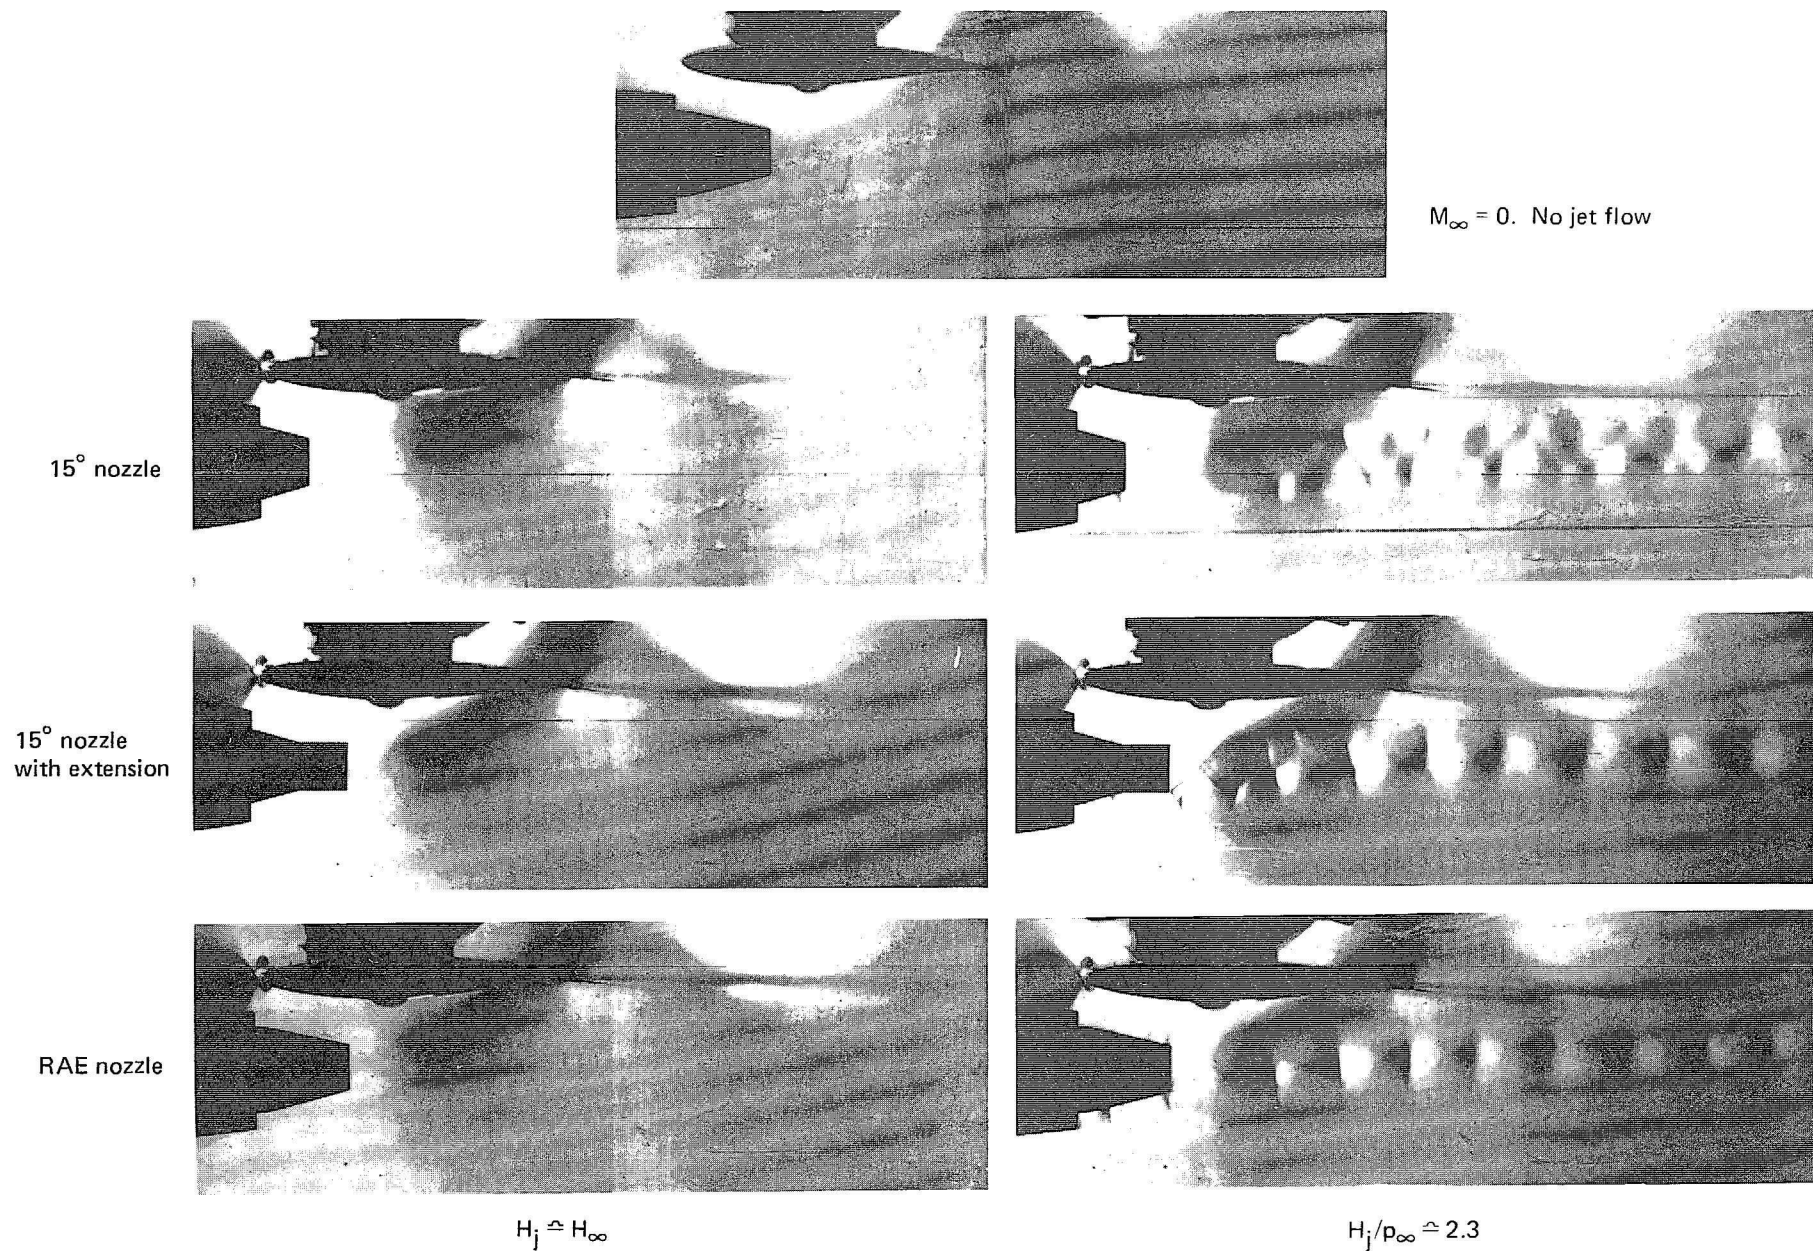 M∞ = 0. No jet flow
15° nozzle
15° nozzle
with extension
RAE nozzle
Hj ≏ H∞
Hj/p∞ ≏ 2.3